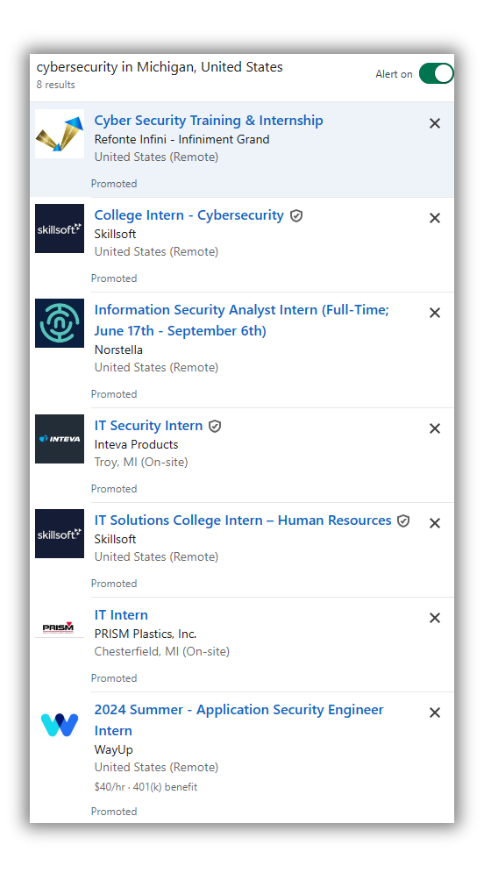 cybersecurity in Michigan, United States
8 results
Alert on
Cyber Security Training & Internship
Refonte Infini - Infiniment Grand
United States (Remote)
Promoted
skillsoft
College Intern - Cybersecurity
Skillsoft
United States (Remote)
Promoted
Information Security Analyst Intern (Full-Time;
June 17th - September 6th)
Norstella
United States (Remote)
Promoted
INTEVA
IT Security Intern
Inteva Products
Troy, MI (On-site)
Promoted
skillsoft
IT Solutions College Intern – Human Resources
Skillsoft
United States (Remote)
Promoted
PRISM
IT Intern
PRISM Plastics, Inc.
Chesterfield, MI (On-site)
Promoted
2024 Summer - Application Security Engineer
Intern
WayUp
United States (Remote)
$40/hr · 401(k) benefit
Promoted